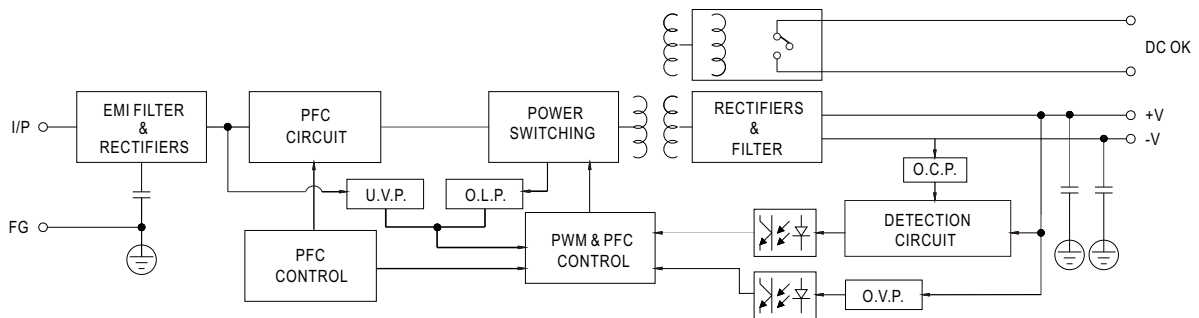 DC OK
I/P
EMI FILTER
&
RECTIFIERS
PFC
CIRCUIT
POWER
SWITCHING
RECTIFIERS
&
FILTER
+V
-V
O.C.P.
U.V.P.
O.L.P.
FG
PFC
CONTROL
PWM & PFC
CONTROL
DETECTION
CIRCUIT
O.V.P.